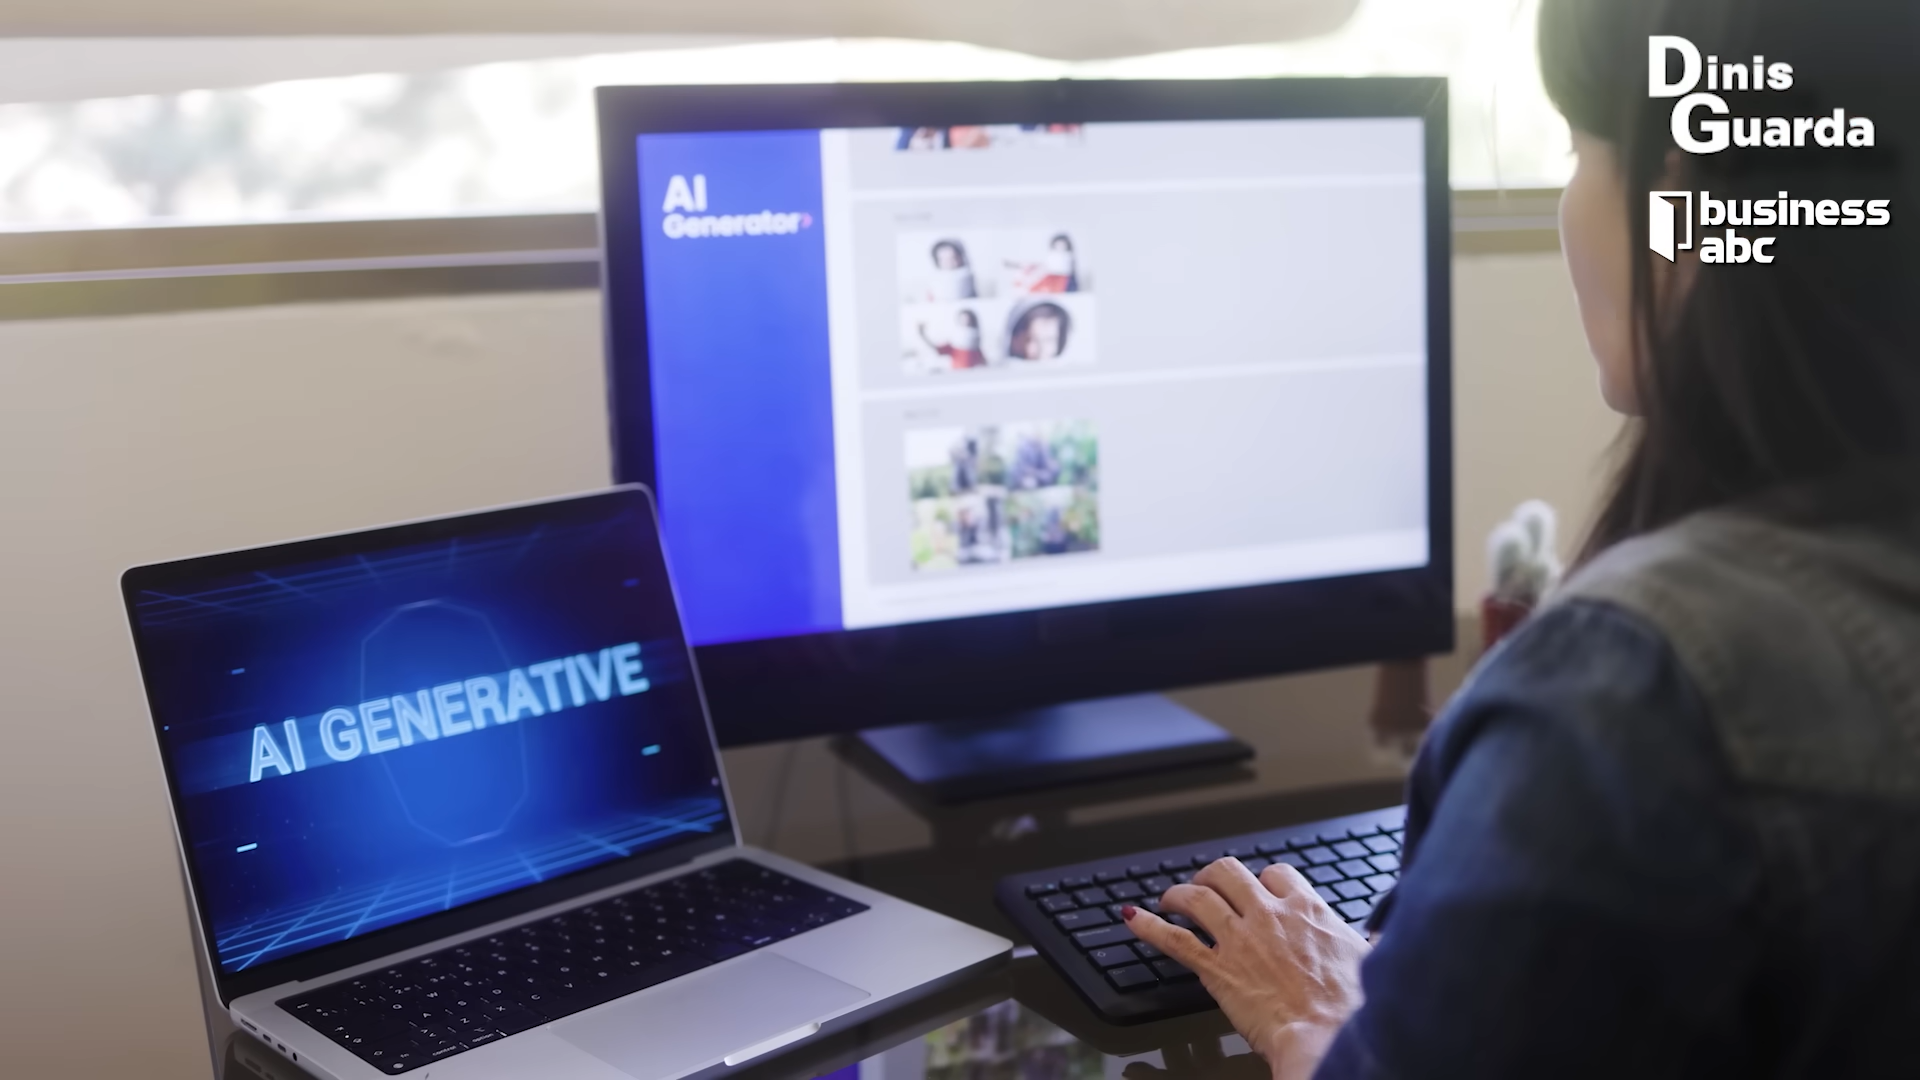 Dinis
Guarda
business
abc
AI
Generator
AI GENERATIVE